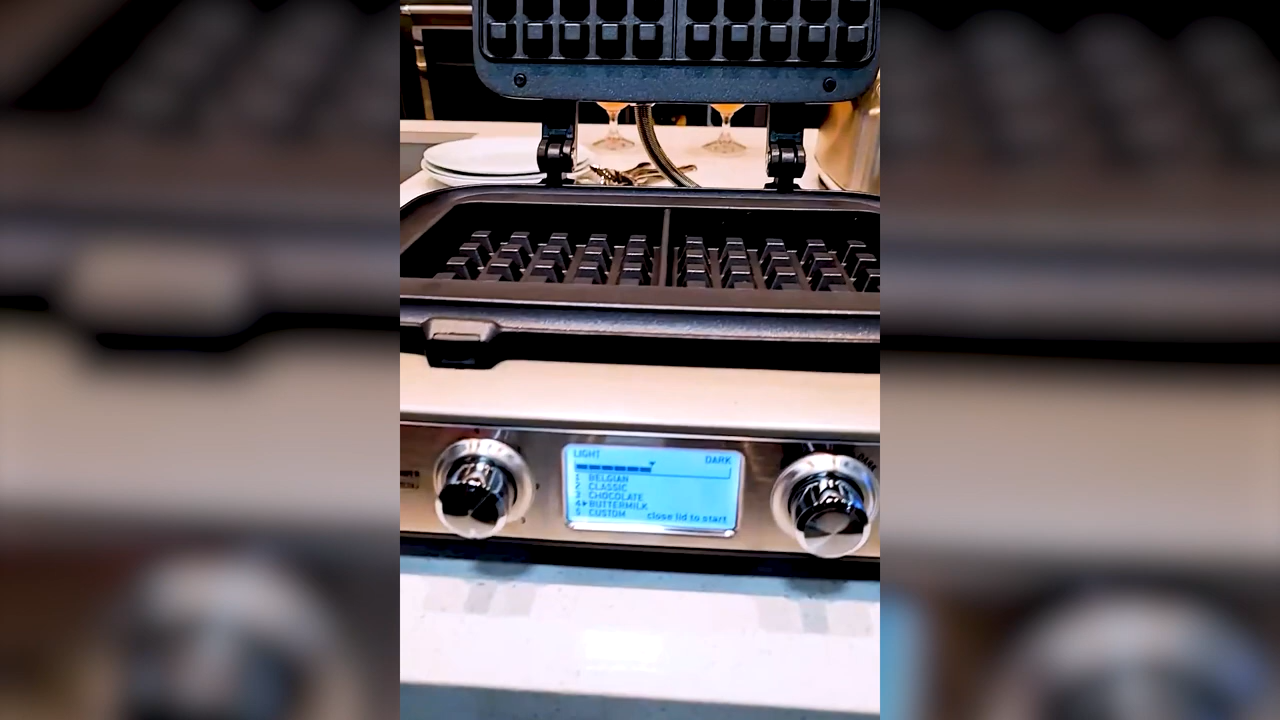 LIGHT DARK
1 BELGIAN
2 CLASSIC
3 CHOCOLATE
4▸BUTTERMILK
5 CUSTOM close lid to start